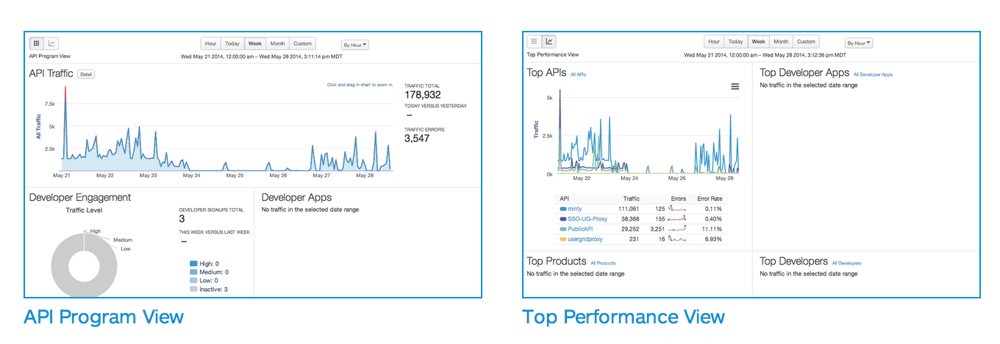 Hour Today Week Month Custom
By Hour
API Program View
Wed May 21 2014, 12:00:00 am – Wed May 28 2014, 3:11:14 pm MDT
API Traffic Detail
Click and drag in chart to zoom in.
7.5k
5k
2.5k
All Traffic
May 21 May 22 May 23 May 24 May 25 May 26 May 27 May 28
TRAFFIC TOTAL
178,932
TODAY VERSUS YESTERDAY
–
TRAFFIC ERRORS
3,547
Developer Engagement
Traffic Level
High
Medium
Low
DEVELOPER SIGNUPS TOTAL
3
THIS WEEK VERSUS LAST WEEK
–
High: 0
Medium: 0
Low: 0
Inactive: 3
Developer Apps
No traffic in the selected date range
API Program View
Hour Today Week Month Custom
By Hour
Top Performance View
Wed May 21 2014, 12:00:00 am – Wed May 28 2014, 3:12:36 pm MDT
Top APIs All APIs
5k
2.5k
0k
Traffic
May 22 May 24 May 26 May 28
API Traffic Errors Error Rate
minty 111,061 125 0.11%
SSO-UG-Proxy 38,388 155 0.40%
PublicAPI 29,252 3,251 11.11%
usergridproxy 231 16 6.93%
Top Developer Apps All Developer Apps
No traffic in the selected date range
Top Products All Products
No traffic in the selected date range
Top Developers All Developers
No traffic in the selected date range
Top Performance View